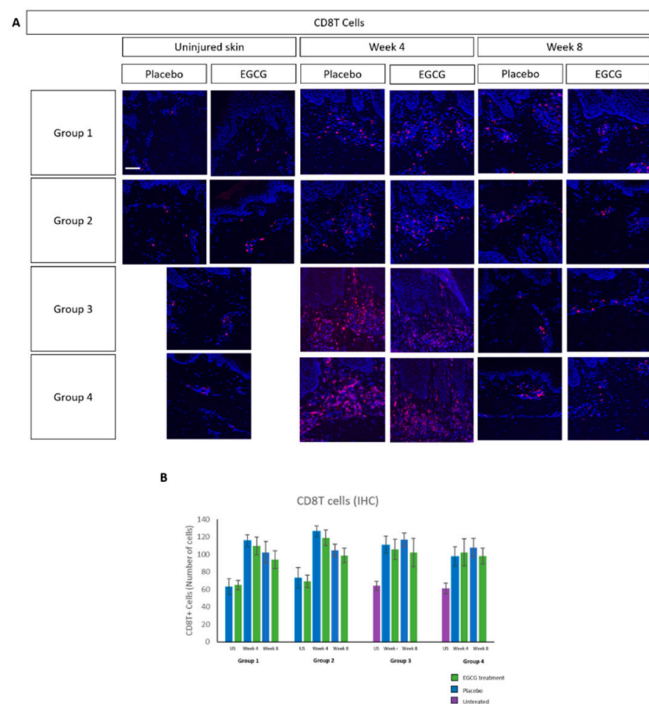 A
CD8T Cells
Uninjured skin Week 4 Week 8
Placebo EGCG Placebo EGCG Placebo EGCG
Group 1
Group 2
Group 3
Group 4
B
CD8T cells (IHC)
CD8T+ Cells (Number of cells)
140
120
100
80
60
40
20
0
US Week 4 Week 8 US Week 4 Week 8 US Week 4 Week 8 US Week 4 Week 8
Group 1 Group 2 Group 3 Group 4
EGCG treatment
Placebo
Untreated